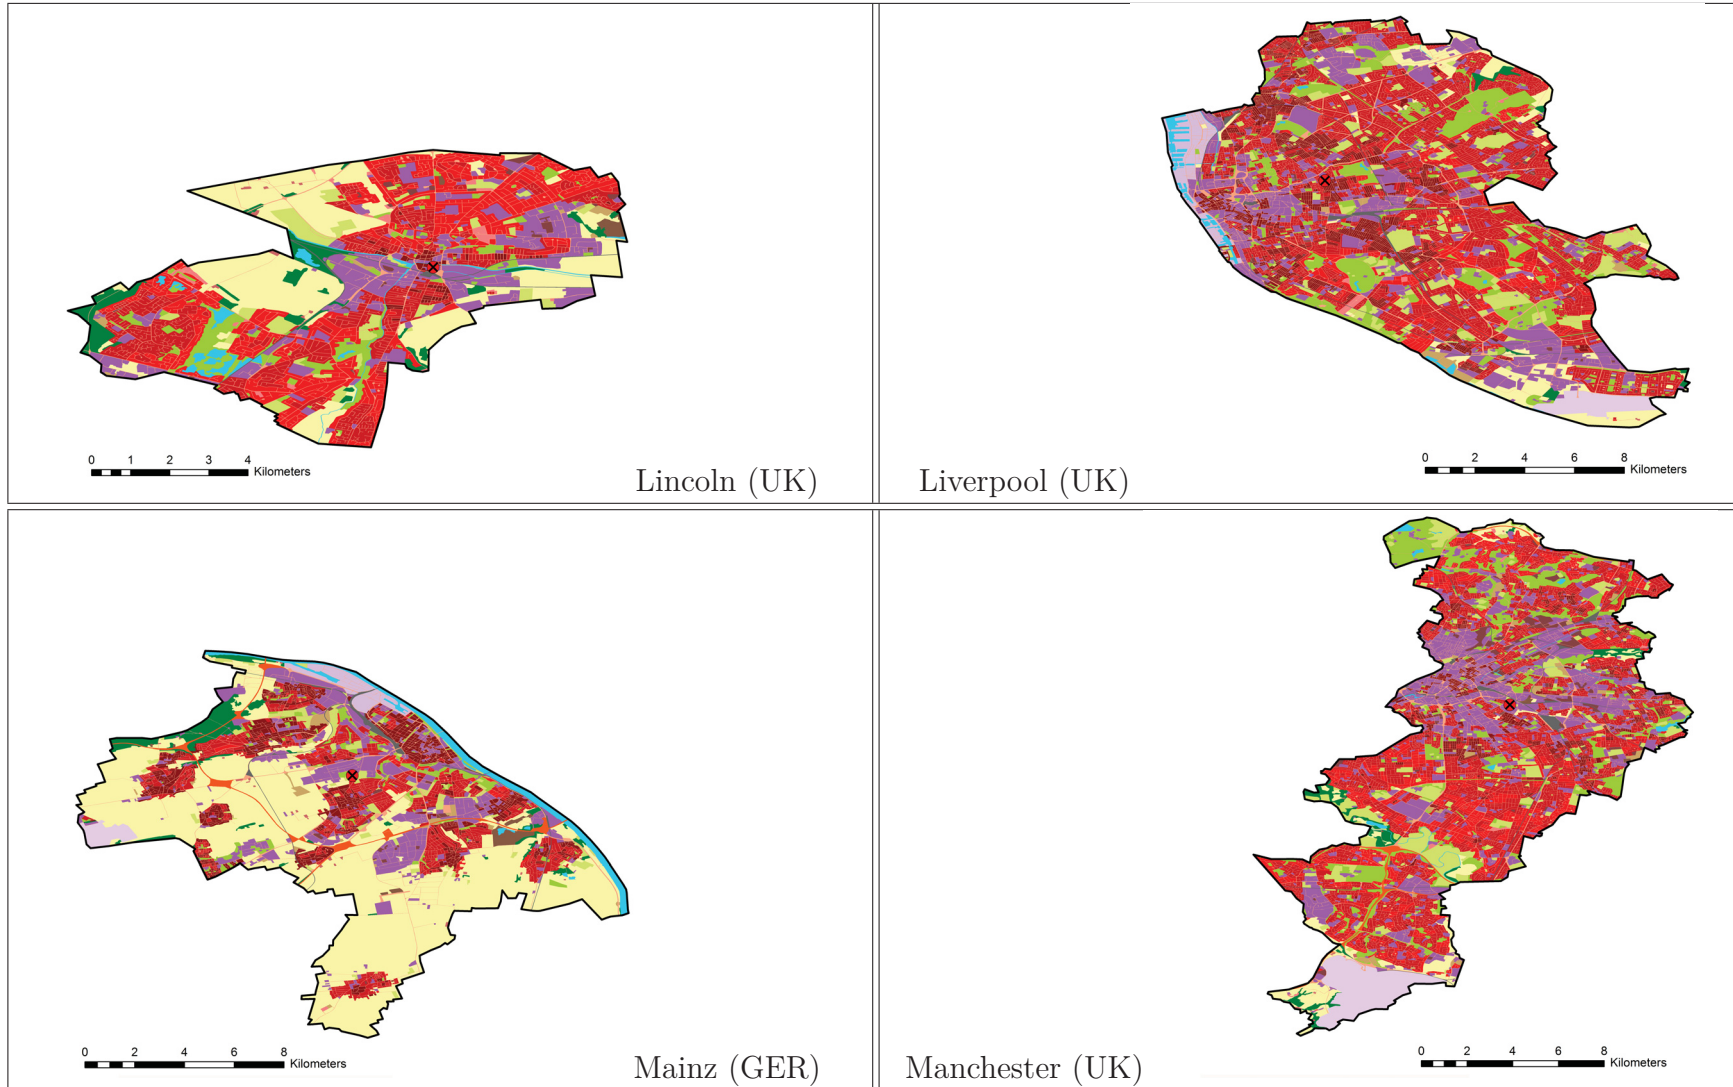 0 1 2 3 4
Kilometers
Lincoln (UK)
0 2 4 6 8
Kilometers
Liverpool (UK)
0 2 4 6 8
Kilometers
Mainz (GER)
0 2 4 6 8
Kilometers
Manchester (UK)